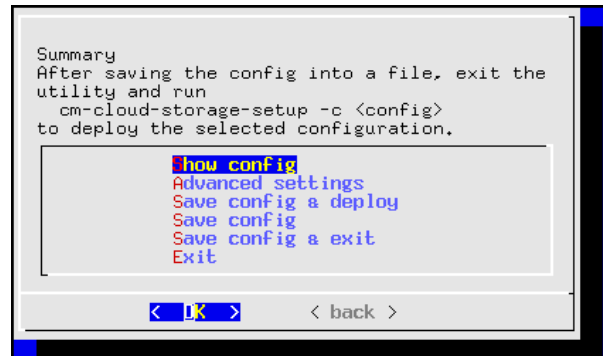 Summary
After saving the config into a file, exit the
utility and run
cm-cloud-storage-setup -c <config>
to deploy the selected configuration.
Show config
Advanced settings
Save config & deploy
Save config
Save config & exit
Exit
< OK > < back >